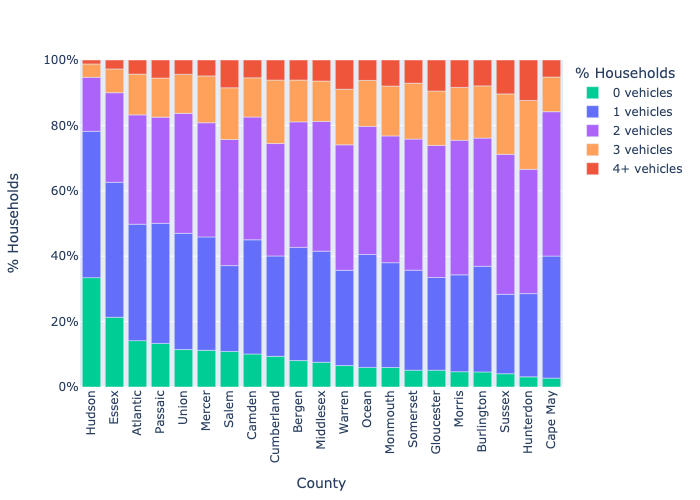 % Households
0 vehicles
1 vehicles
2 vehicles
3 vehicles
4+ vehicles
% Households
100%
80%
60%
40%
20%
0%
Hudson
Essex
Atlantic
Passaic
Union
Mercer
Salem
Camden
Cumberland
Bergen
Middlesex
Warren
Ocean
Monmouth
Somerset
Gloucester
Morris
Burlington
Sussex
Hunterdon
Cape May
County